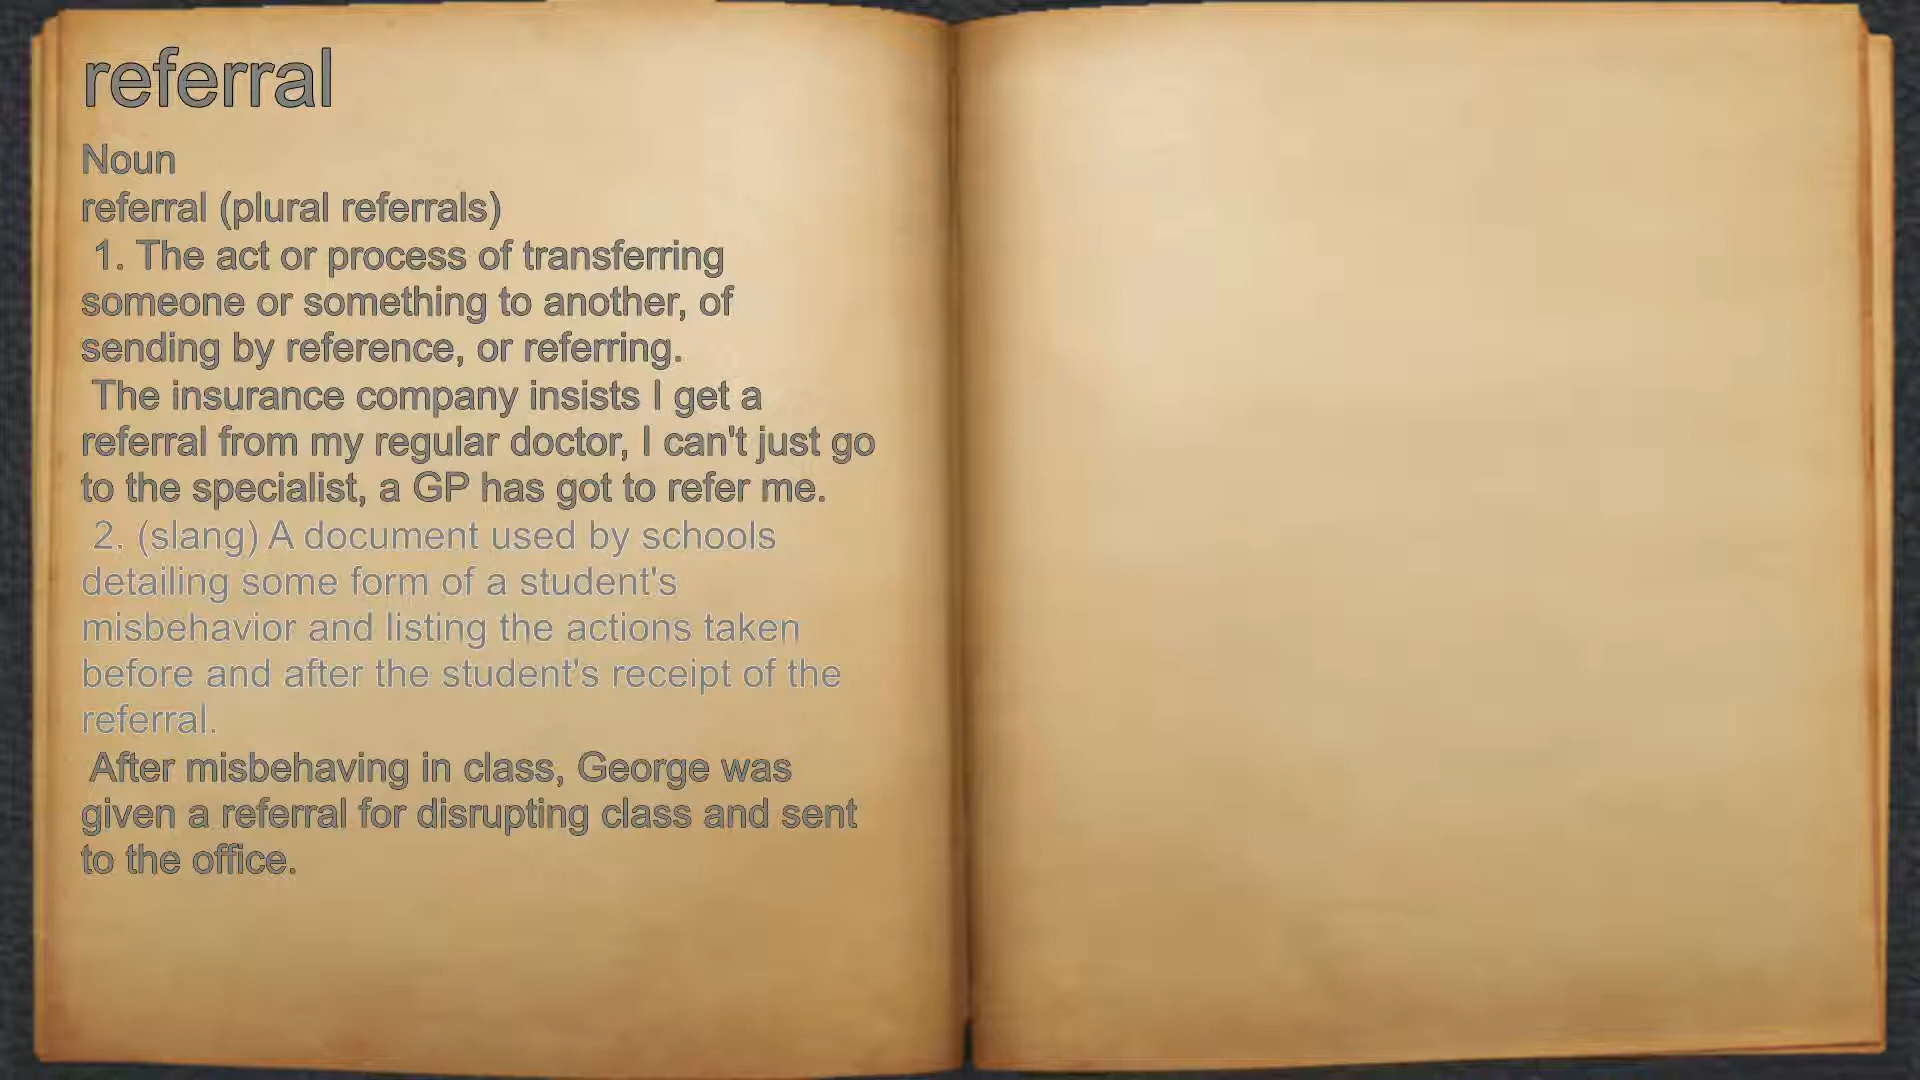 referral
Noun
referral (plural referrals)
1. The act or process of transferring
someone or something to another, of
sending by reference, or referring.
The insurance company insists I get a
referral from my regular doctor, I can't just go
to the specialist, a GP has got to refer me.
2. (slang) A document used by schools
detailing some form of a student's
misbehavior and listing the actions taken
before and after the student's receipt of the
referral.
After misbehaving in class, George was
given a referral for disrupting class and sent
to the office.